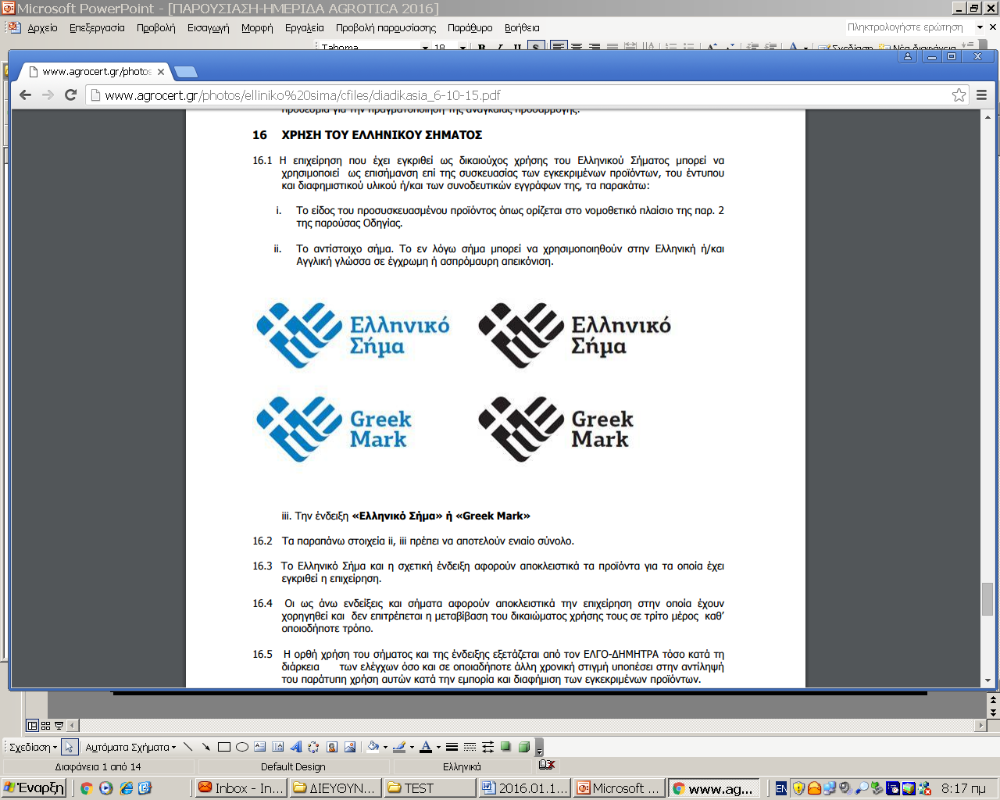 Microsoft PowerPoint - [ΠΑΡΟΥΣΙΑΣΗ-ΗΜΕΡΙΔΑ AGROTICA 2016]
Αρχείο Επεξεργασία Προβολή Εισαγωγή Μορφή Εργαλεία Προβολή παρουσίασης Παράθυρο Βοήθεια Πληκτρολογήστε ερώτηση
Tahoma 18 Σχεδίαση Νέα διαφάνεια
www.agrocert.gr/photos
www.agrocert.gr/photos/elliniko%20sima/cfiles/diadikasia_6-10-15.pdf
προθεσμία για την πραγματοποίηση της αναγκαίας προσαρμογής.
16 ΧΡΗΣΗ ΤΟΥ ΕΛΛΗΝΙΚΟΥ ΣΗΜΑΤΟΣ
16.1 Η επιχείρηση που έχει εγκριθεί ως δικαιούχος χρήσης του Ελληνικού Σήματος μπορεί να
χρησιμοποιεί ως επισήμανση επί της συσκευασίας των εγκεκριμένων προϊόντων, του έντυπου
και διαφημιστικού υλικού ή/και των συνοδευτικών εγγράφων της, τα παρακάτω:
i. Το είδος του προσυσκευασμένου προϊόντος όπως ορίζεται στο νομοθετικό πλαίσιο της παρ. 2
της παρούσας Οδηγίας.
ii. Το αντίστοιχο σήμα. Το εν λόγω σήμα μπορεί να χρησιμοποιηθούν στην Ελληνική ή/και
Αγγλική γλώσσα σε έγχρωμη ή ασπρόμαυρη απεικόνιση.
Ελληνικό Ελληνικό
Σήμα Σήμα
Greek Greek
Mark Mark
iii. Την ένδειξη «Ελληνικό Σήμα» ή «Greek Mark»
16.2 Τα παραπάνω στοιχεία ii, iii πρέπει να αποτελούν ενιαίο σύνολο.
16.3 Το Ελληνικό Σήμα και η σχετική ένδειξη αφορούν αποκλειστικά τα προϊόντα για τα οποία έχει
εγκριθεί η επιχείρηση.
16.4 Οι ως άνω ενδείξεις και σήματα αφορούν αποκλειστικά την επιχείρηση στην οποία έχουν
χορηγηθεί και δεν επιτρέπεται η μεταβίβαση του δικαιώματος χρήσης τους σε τρίτο μέρος καθ’
οποιοδήποτε τρόπο.
16.5 Η ορθή χρήση του σήματος και της ένδειξης εξετάζεται από τον ΕΛΓΟ-ΔΗΜΗΤΡΑ τόσο κατά τη
διάρκεια των ελέγχων όσο και σε οποιαδήποτε άλλη χρονική στιγμή υποπέσει στην αντίληψή
του παράτυπη χρήση αυτών κατά την εμπορία και διαφήμιση των εγκεκριμένων προϊόντων.
Σχεδίαση Αυτόματα Σχήματα
Διαφάνεια 1 από 14 Default Design Ελληνικά
Έναρξη Inbox - In... ΔΙΕΥΘΥΝ... TEST 2016.01.1... Microsoft ... www.ag... EN 8:17 πμ